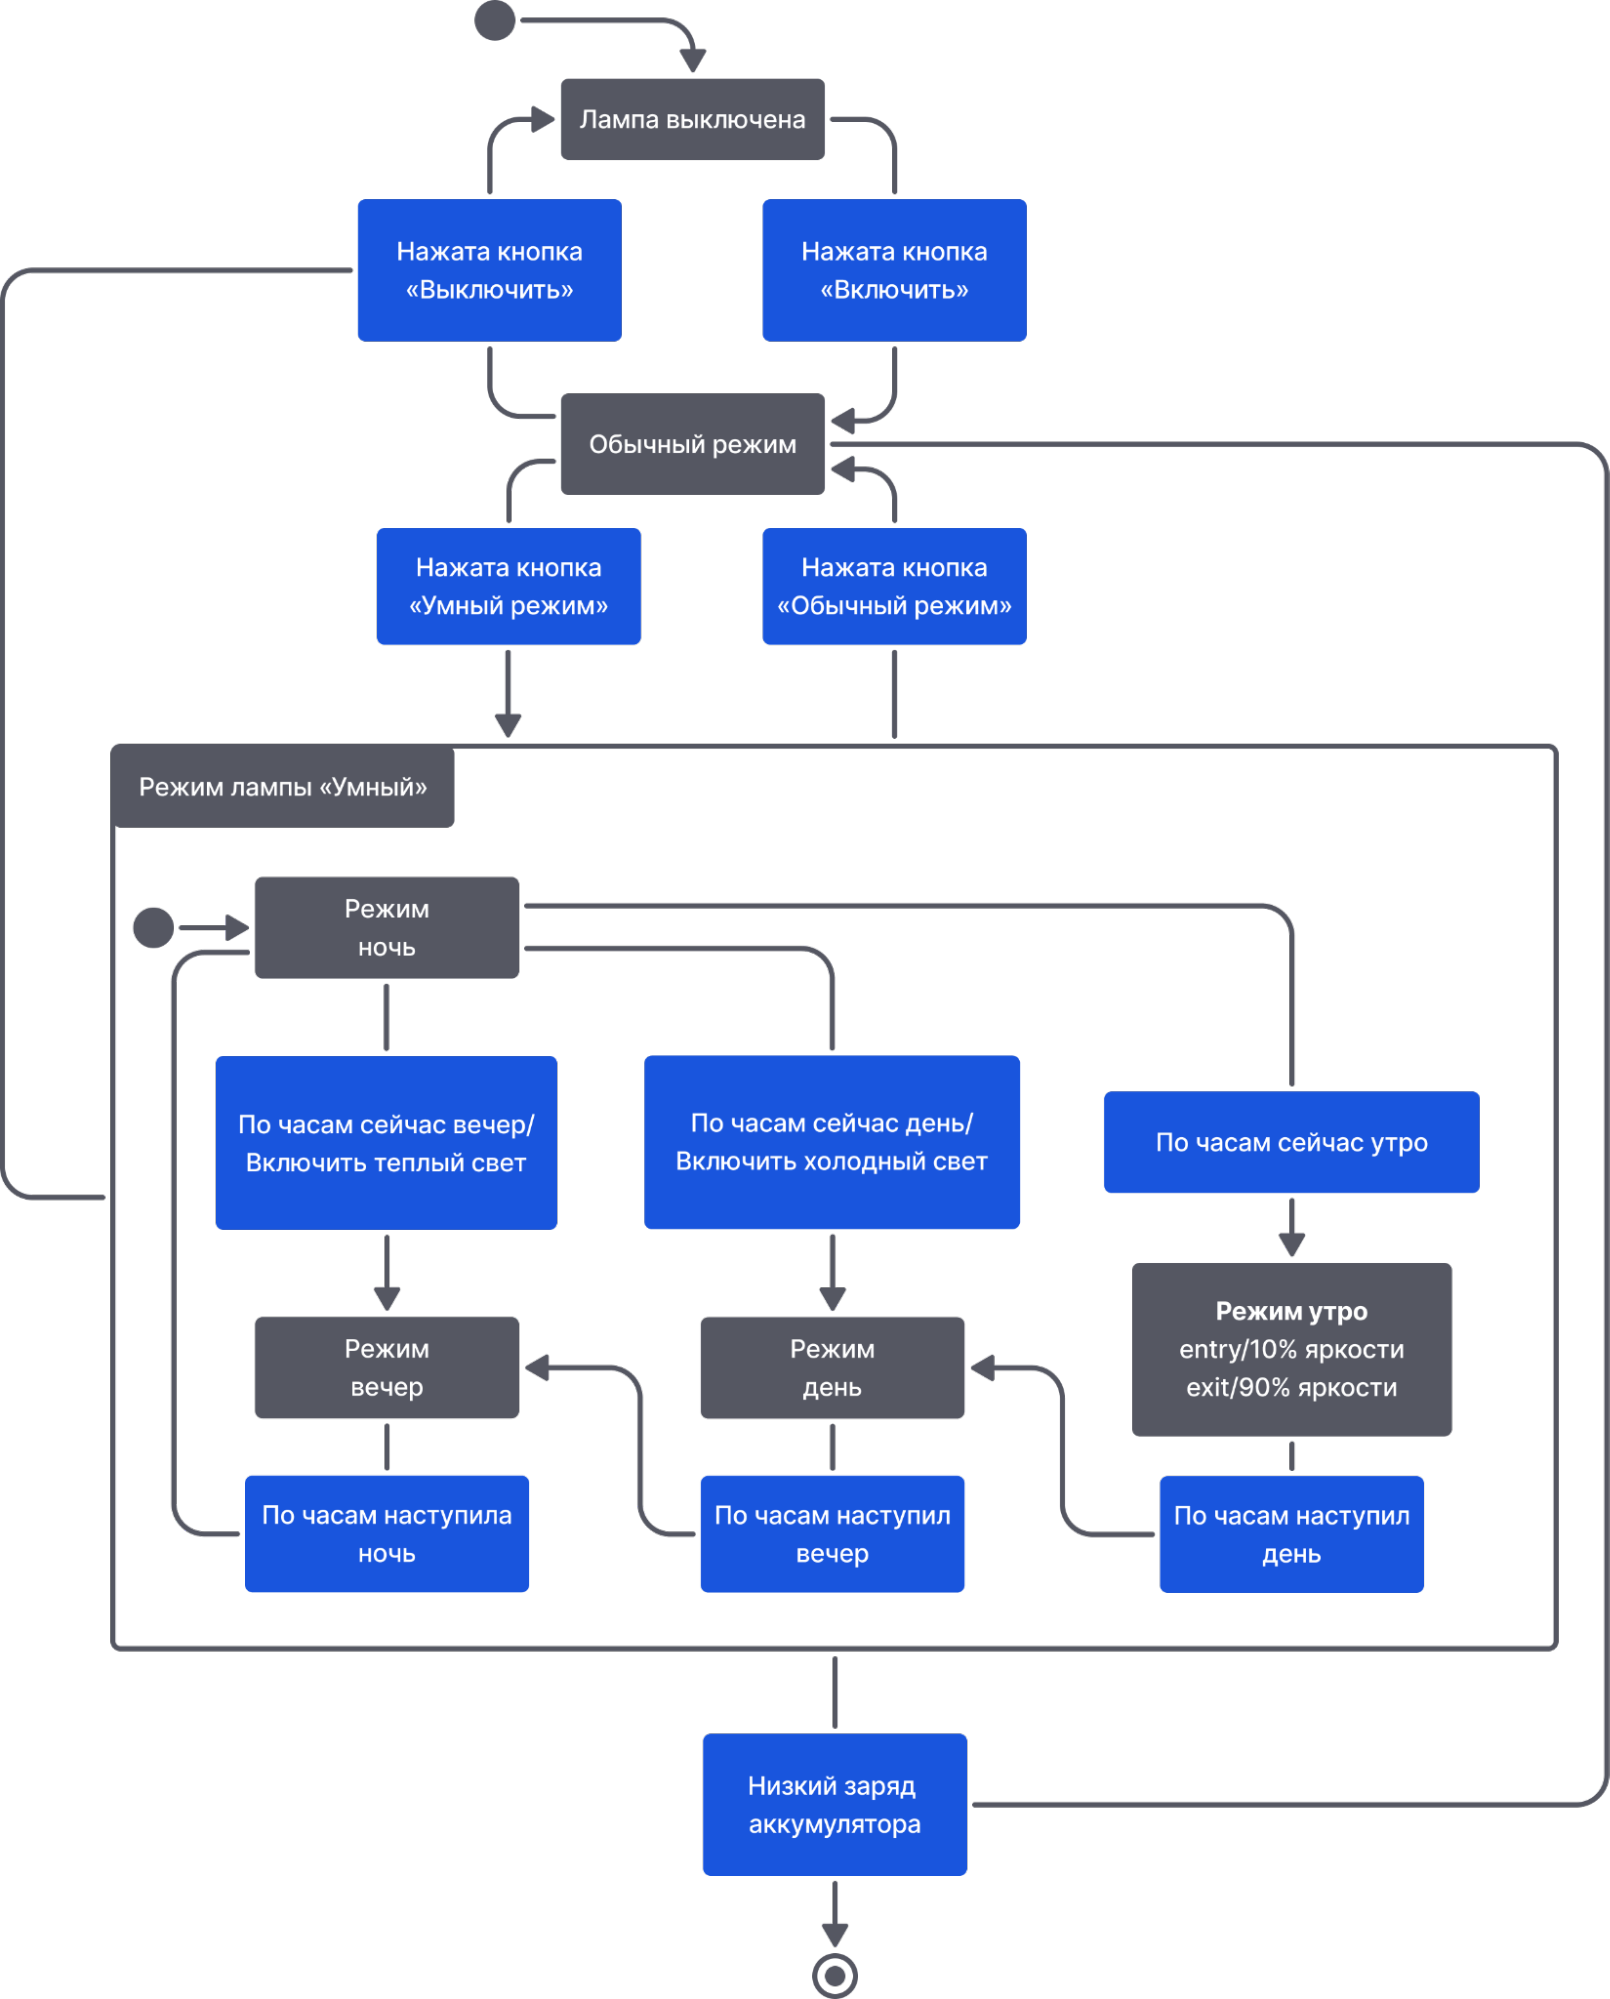 Лампа выключена
Нажата кнопка
«Выключить»
Нажата кнопка
«Включить»
Обычный режим
Нажата кнопка
«Умный режим»
Нажата кнопка
«Обычный режим»
Режим лампы «Умный»
Режим
ночь
По часам сейчас вечер/
Включить теплый свет
По часам сейчас день/
Включить холодный свет
По часам сейчас утро
Режим
вечер
Режим
день
Режим утро
entry/10% яркости
exit/90% яркости
По часам наступила
ночь
По часам наступил
вечер
По часам наступил
день
Низкий заряд
аккумулятора